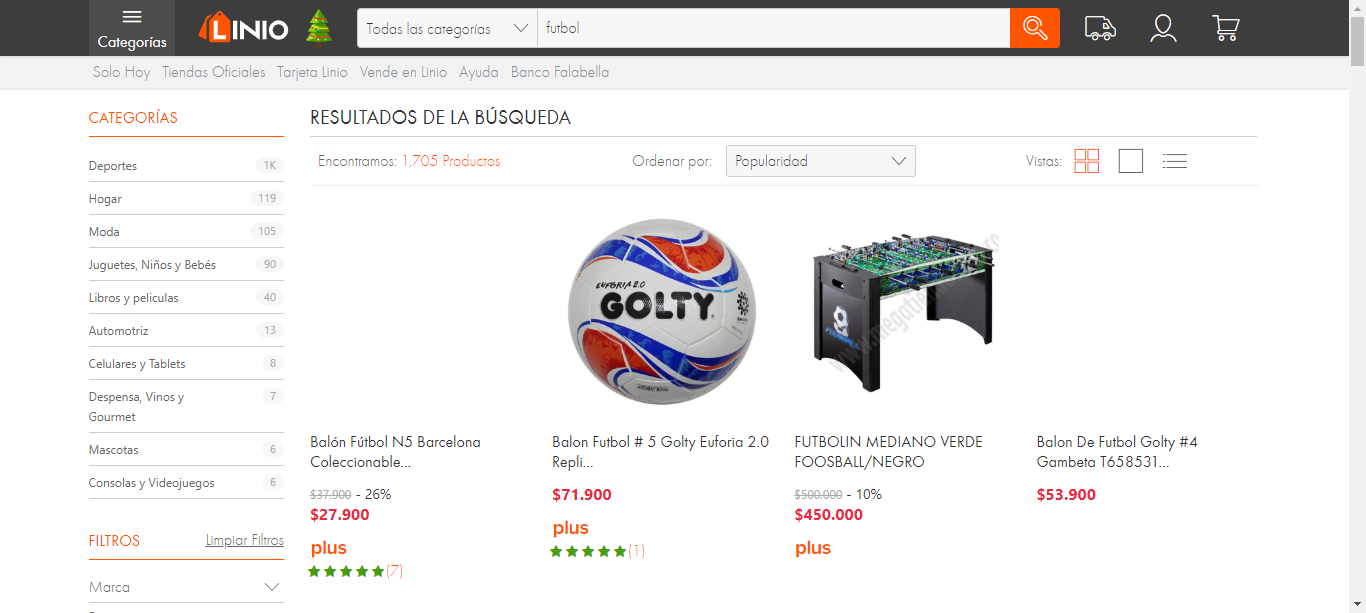 Categorías
LINIO
Todas las categorías
futbol
Solo Hoy Tiendas Oficiales Tarjeta Linio Vende en Linio Ayuda Banco Falabella
CATEGORÍAS
Deportes 1K
Hogar 119
Moda 105
Juguetes, Niños y Bebés 90
Libros y peliculas 40
Automotriz 13
Celulares y Tablets 8
Despensa, Vinos y
Gourmet 7
Mascotas 6
Consolas y Videojuegos 6
FILTROS Limpiar Filtros
Marca
RESULTADOS DE LA BÚSQUEDA
Encontramos: 1,705 Productos
Ordenar por: Popularidad
Vistas:
Balón Fútbol N5 Barcelona
Coleccionable...
$37.900 - 26%
$27.900
plus
(7)
EUFORIA 2.0
GOLTY
Balon Futbol # 5 Golty Euforia 2.0
Repli...
$71.900
plus
(1)
FUTBOLIN MEDIANO VERDE
FOOSBALL/NEGRO
$500.000 - 10%
$450.000
plus
Balon De Futbol Golty #4
Gambeta T658531...
$53.900